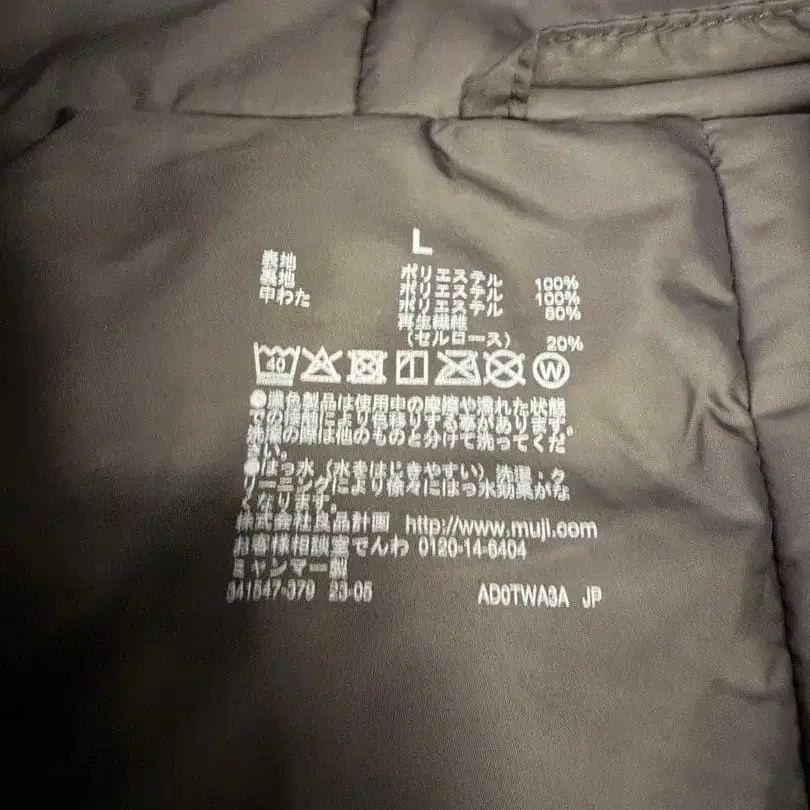 L
表地 ポリエステル 100%
裏地 ポリエステル 100%
中わた ポリエステル 80%
再生繊維
(セルロース) 20%
40 W
●濃色製品は使用中の摩擦や濡れた状態
での摩擦により色移りする事があります。
洗濯の際は他のものと分けて洗ってくだ
さい。
●はっ水(水をはじきやすい)洗濯・ク
リーニングにより徐々にはっ水効果がな
くなります。
株式会社良品計画 http://www.muji.com
お客様相談室でんわ 0120-14-6404
ミャンマー製
341547-379 23-05 AD0TWA3A JP